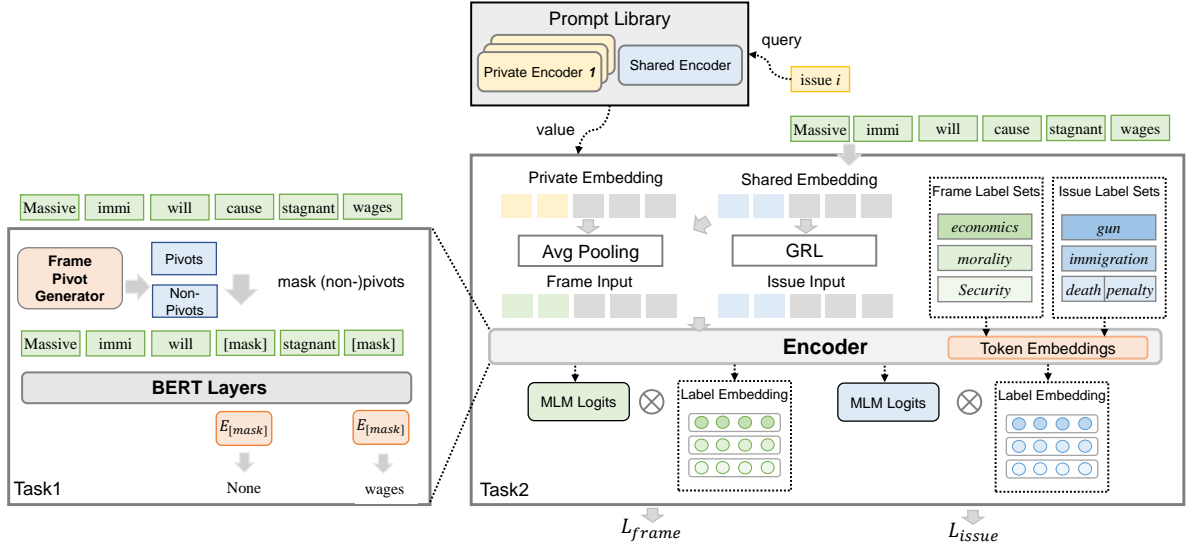 Prompt Library
Private Encoder 1
Shared Encoder
query
issue i
value
Massive immi will cause stagnant wages
Private Embedding
Shared Embedding
Avg Pooling
GRL
Frame Input
Issue Input
Frame Label Sets
economics
morality
Security
Issue Label Sets
gun
immigration
death penalty
Encoder
Token Embeddings
MLM Logits
Label Embedding
MLM Logits
Label Embedding
Task2
L_frame
L_issue
Massive immi will cause stagnant wages
Frame
Pivot
Generator
Pivots
Non-
Pivots
mask (non-)pivots
Massive immi will [mask] stagnant [mask]
BERT Layers
E[mask] E[mask]
None wages
Task1